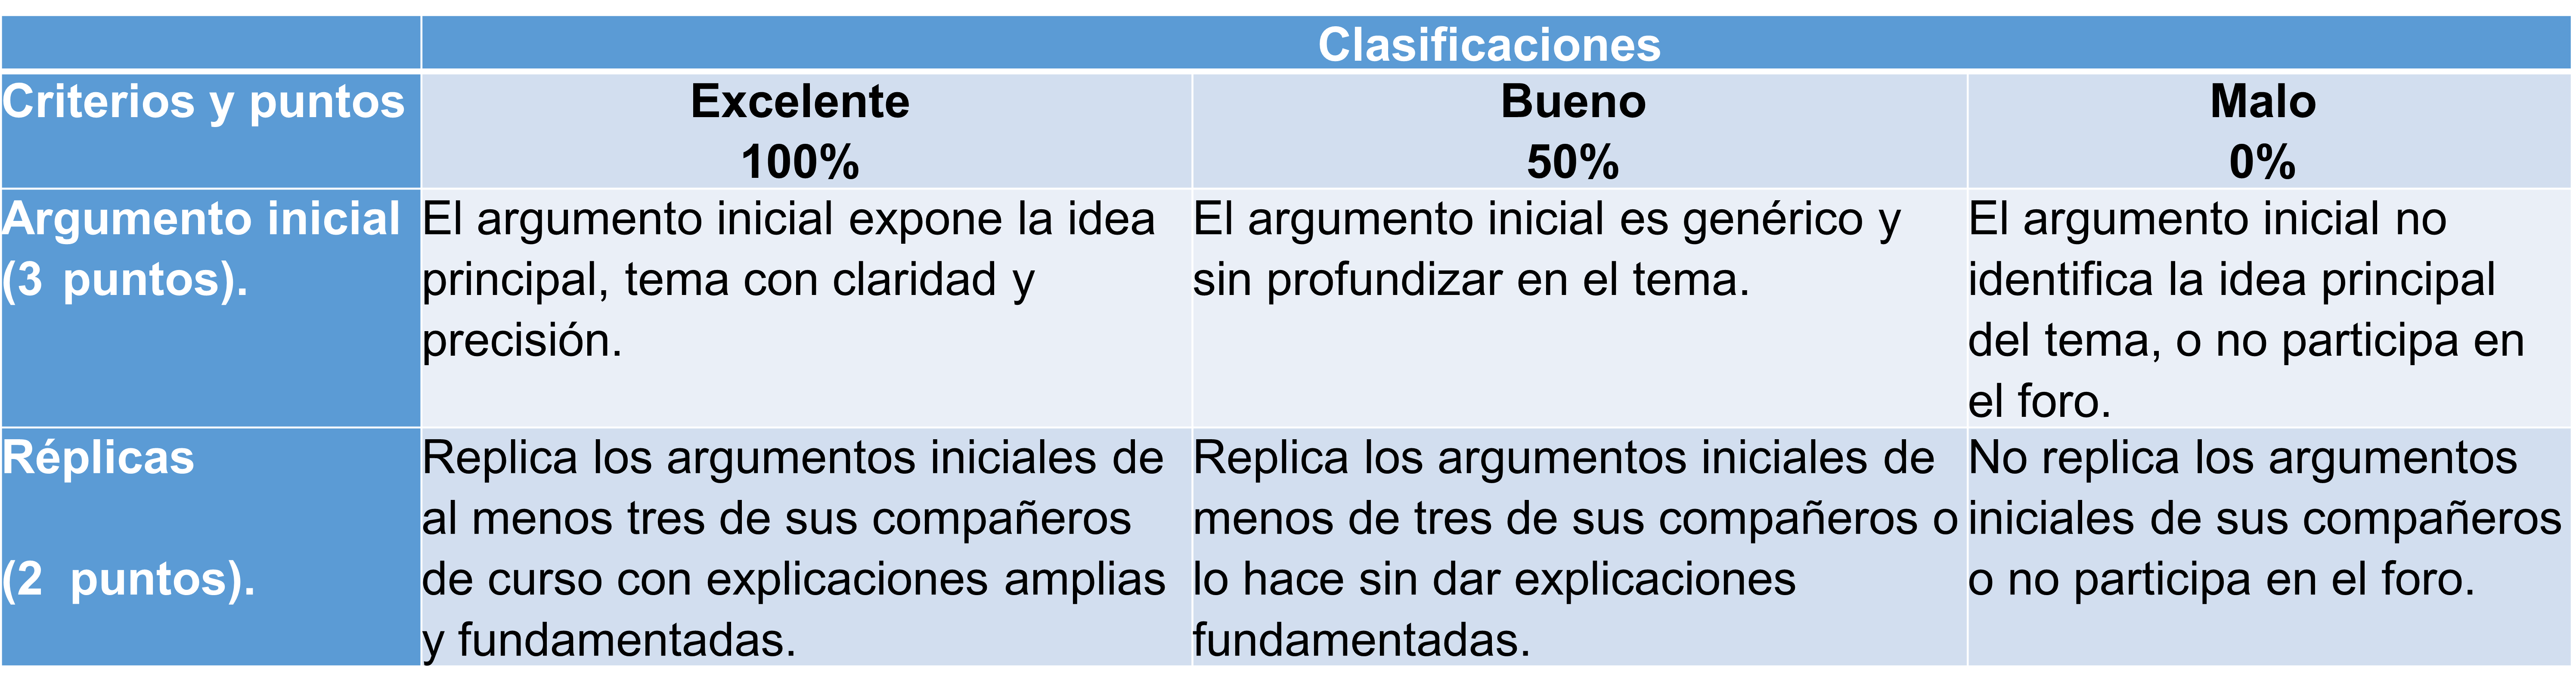 Clasificaciones
Criterios y puntos
Excelente
100%
Bueno
50%
Malo
0%
Argumento inicial
(3 puntos).
El argumento inicial expone la idea
principal, tema con claridad y
precisión.
El argumento inicial es genérico y
sin profundizar en el tema.
El argumento inicial no
identifica la idea principal
del tema, o no participa en
el foro.
Réplicas
(2 puntos).
Replica los argumentos iniciales de
al menos tres de sus compañeros
de curso con explicaciones amplias
y fundamentadas.
Replica los argumentos iniciales de
menos de tres de sus compañeros o
lo hace sin dar explicaciones
fundamentadas.
No replica los argumentos
iniciales de sus compañeros
o no participa en el foro.